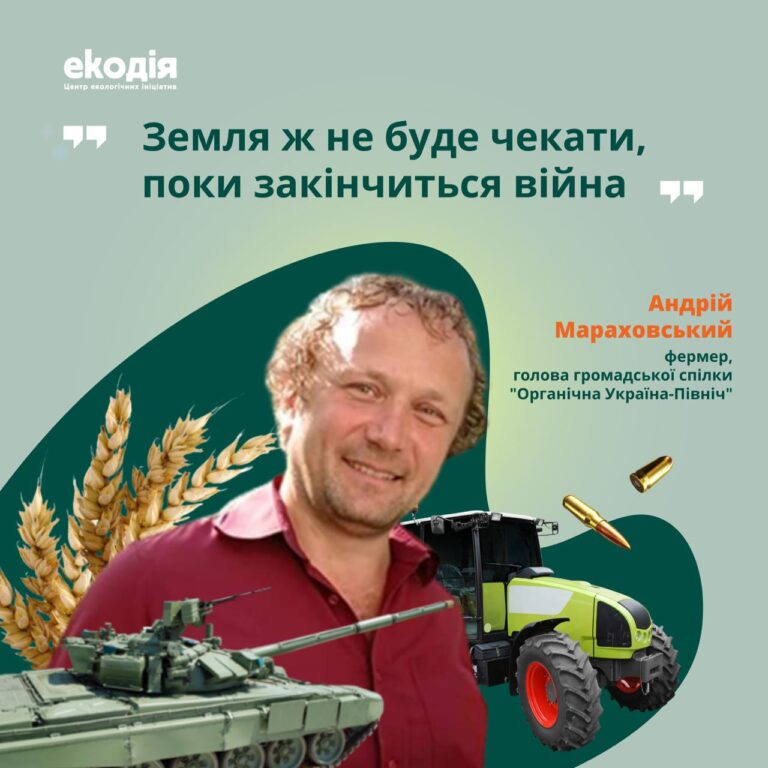 екодія
Центр екологічних ініціатив
" Земля ж не буде чекати,
поки закінчиться війна "
Андрій
Мараховський
фермер,
голова громадської спілки
"Органічна Україна-Північ"